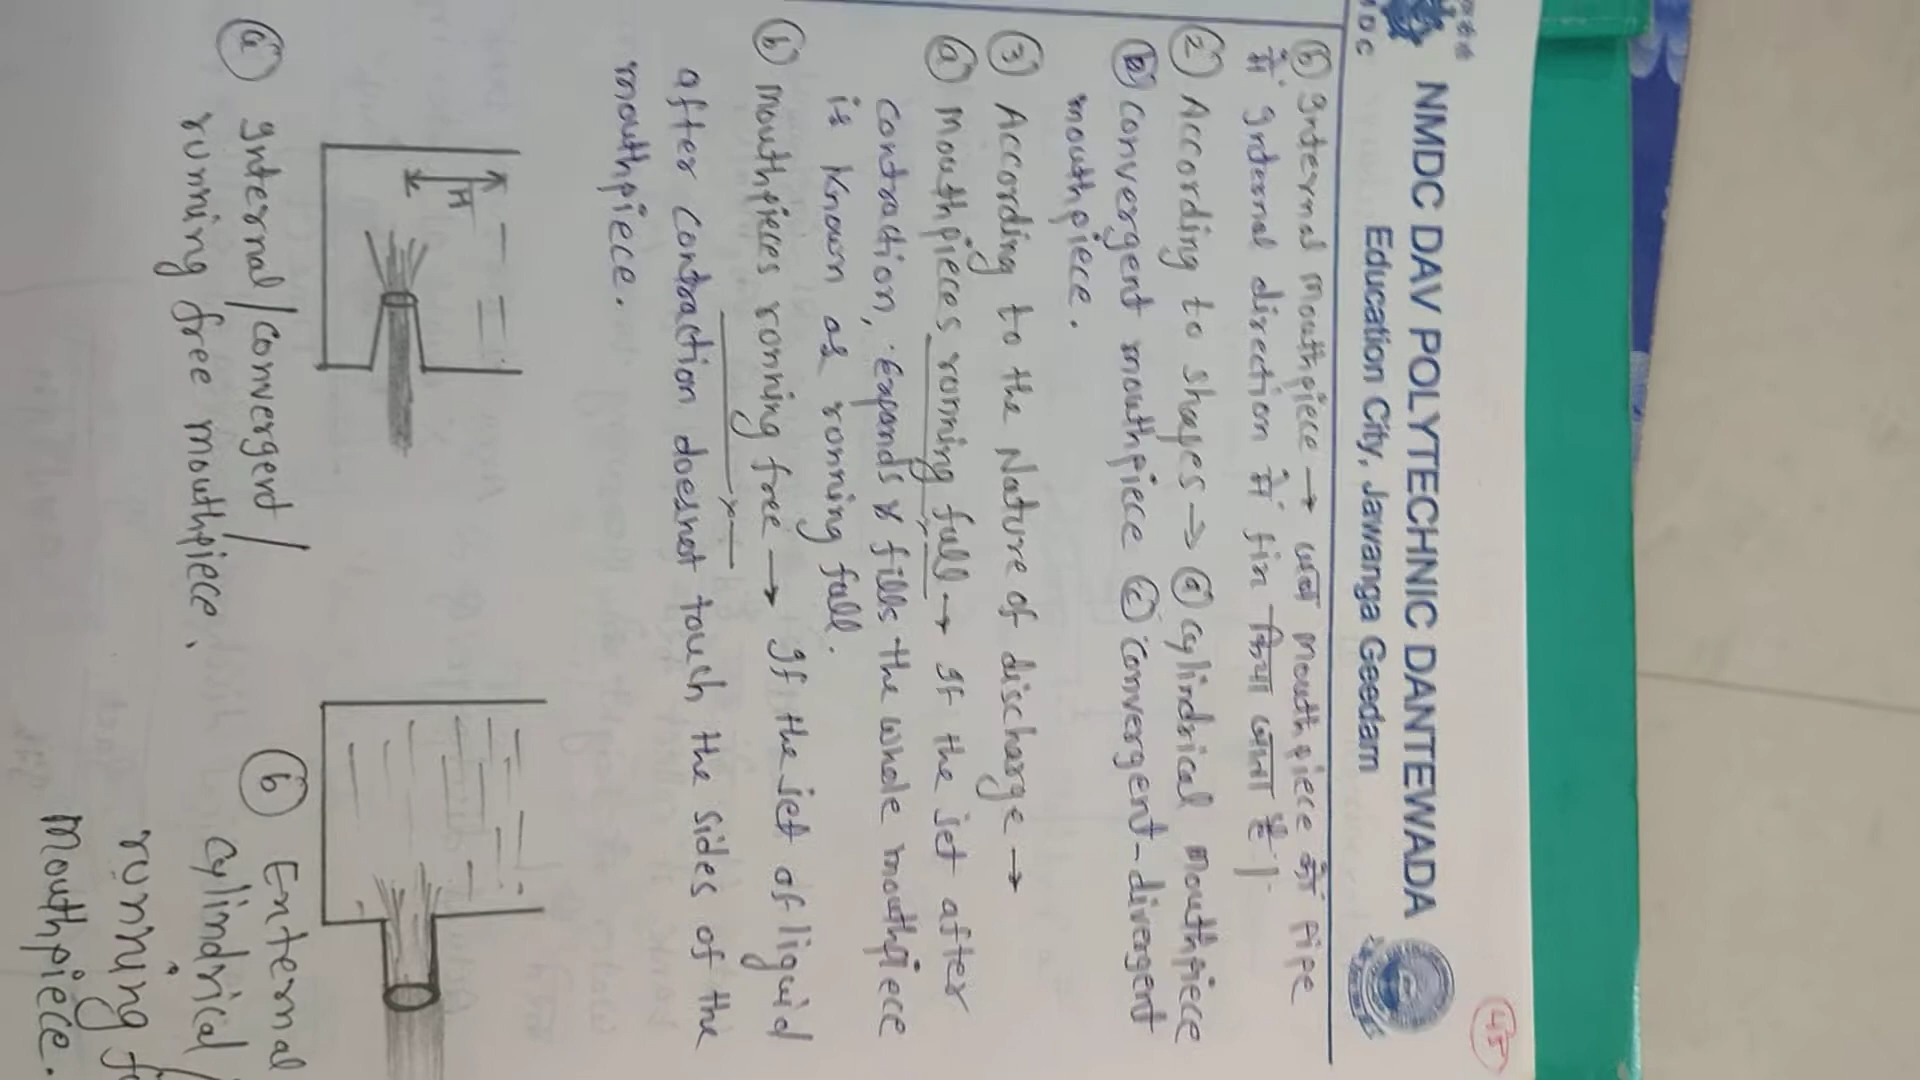 45
NMDC DAV POLYTECHNIC DANTEWADA
Education City, Jawanga Geedam
(b) Internal mouthpiece → जब mouthpiece को pipe
में internal direction में fin किया जाता है।
(2) According to shapes → (a) cylindrical mouthpiece
(b) convergent mouthpiece (c) convergent-divergent
mouthpiece.
(3) According to the Nature of discharge →
(a) mouthpieces running full → If the jet after
contraction, expands & fills the whole mouthpiece
is known as running full.
(b) mouthpieces running free → If the jet of liquid
after contraction doesnot touch the sides of the
mouthpiece.
H
(a) Internal/convergent/
running free mouthpiece.
(b) External
cylindrical/
running
mouthpiece.